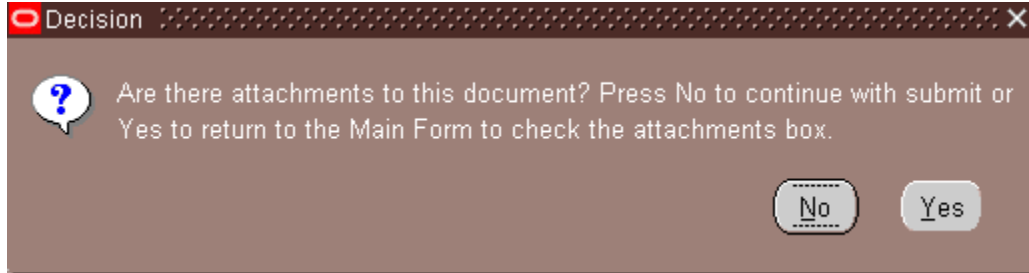 Decision
Are there attachments to this document? Press No to continue with submit or
Yes to return to the Main Form to check the attachments box.
No Yes